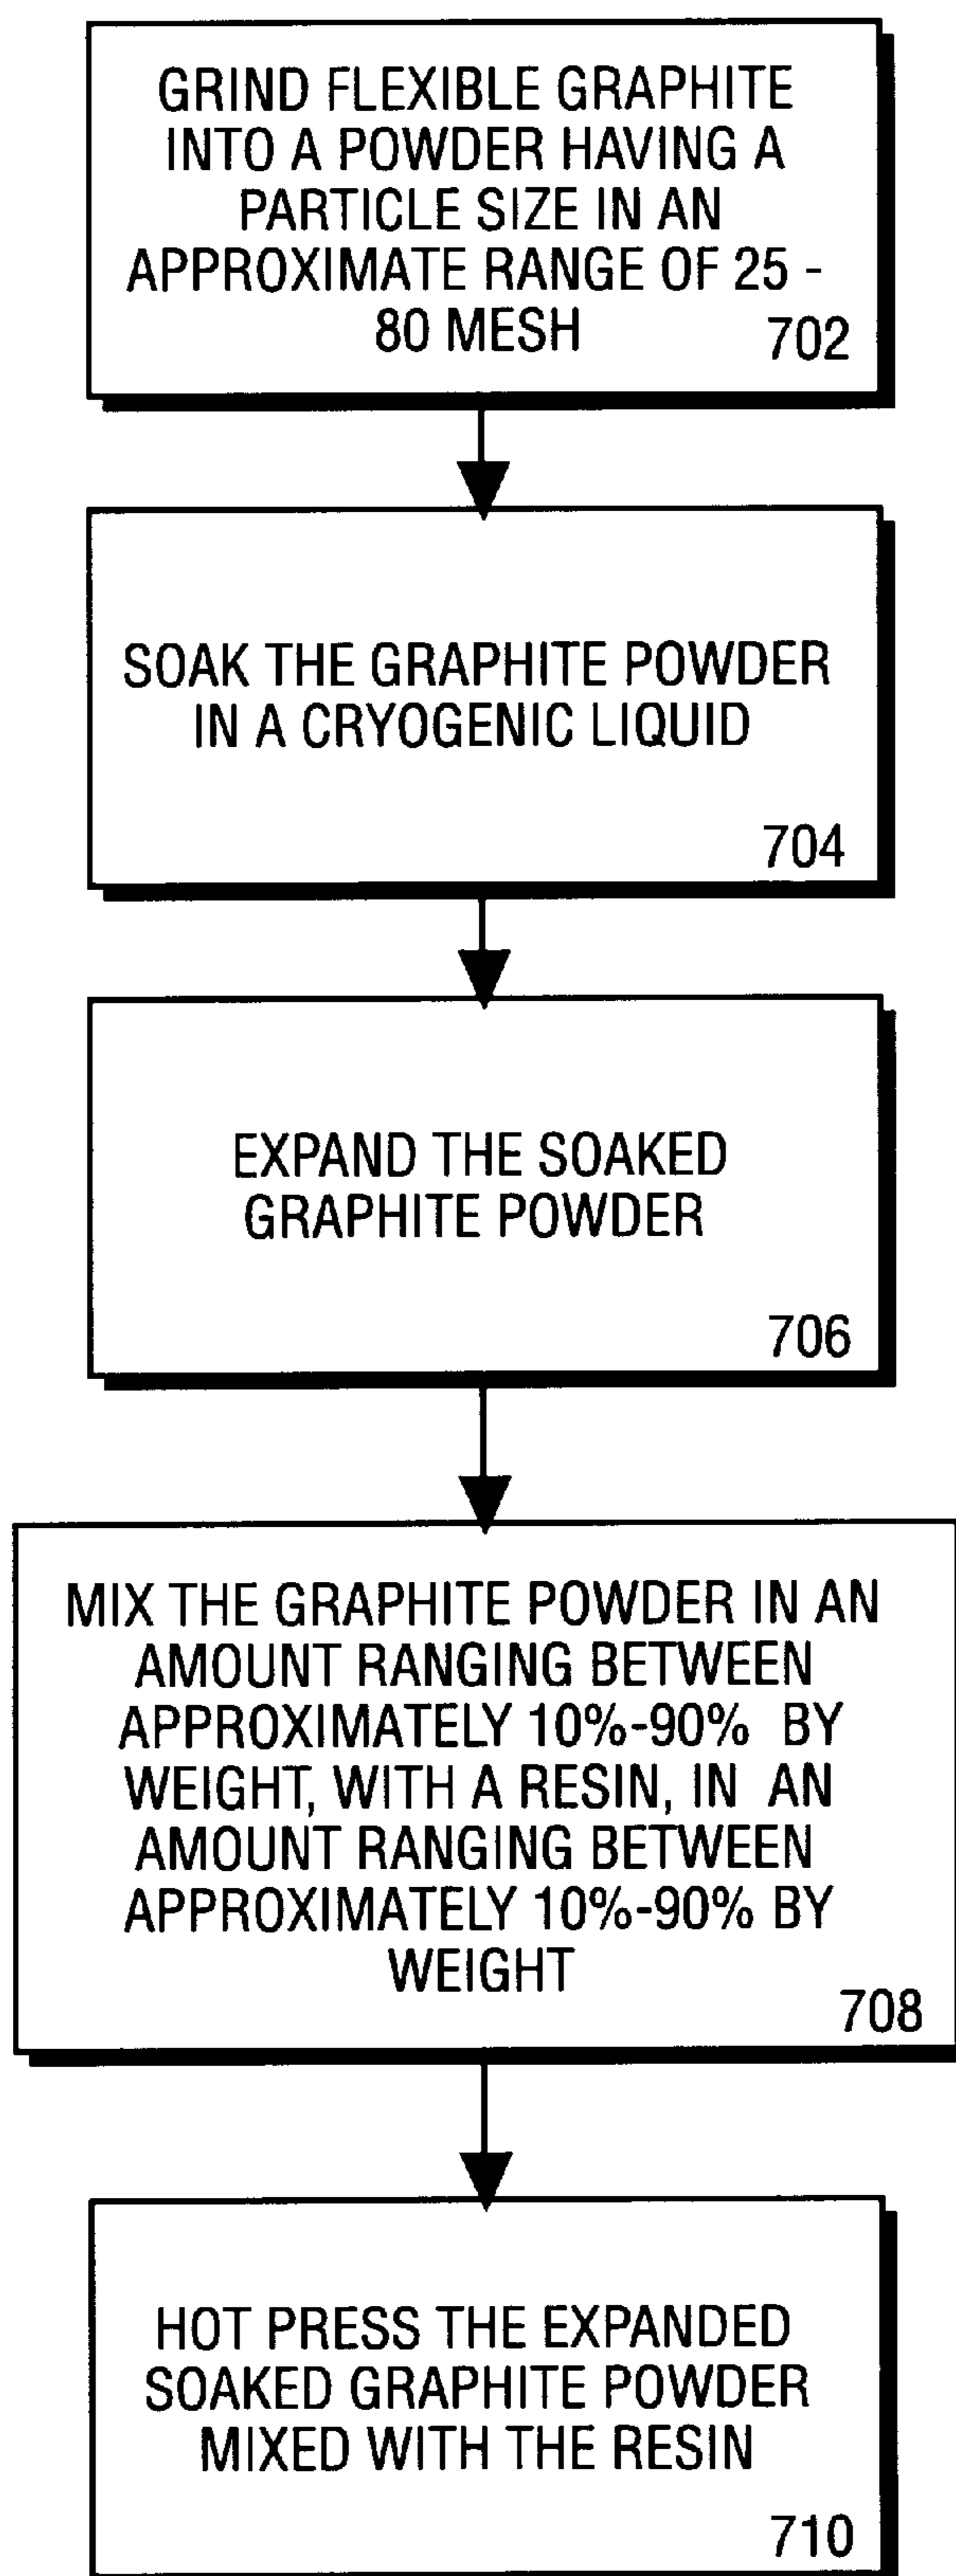 GRIND FLEXIBLE GRAPHITE
INTO A POWDER HAVING A
PARTICLE SIZE IN AN
APPROXIMATE RANGE OF 25 -
80 MESH
702
SOAK THE GRAPHITE POWDER
IN A CRYOGENIC LIQUID
704
EXPAND THE SOAKED
GRAPHITE POWDER
706
MIX THE GRAPHITE POWDER IN AN
AMOUNT RANGING BETWEEN
APPROXIMATELY 10%-90% BY
WEIGHT, WITH A RESIN, IN AN
AMOUNT RANGING BETWEEN
APPROXIMATELY 10%-90% BY
WEIGHT
708
HOT PRESS THE EXPANDED
SOAKED GRAPHITE POWDER
MIXED WITH THE RESIN
710